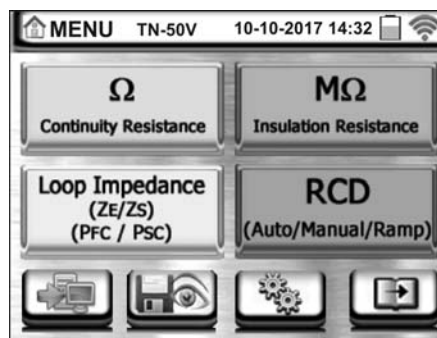 MENU TN-50V 10-10-2017 14:32
Ω MΩ
Continuity Resistance Insulation Resistance
Loop Impedance
(ZE/ZS)
(PFC / PSC)
RCD
(Auto/Manual/Ramp)